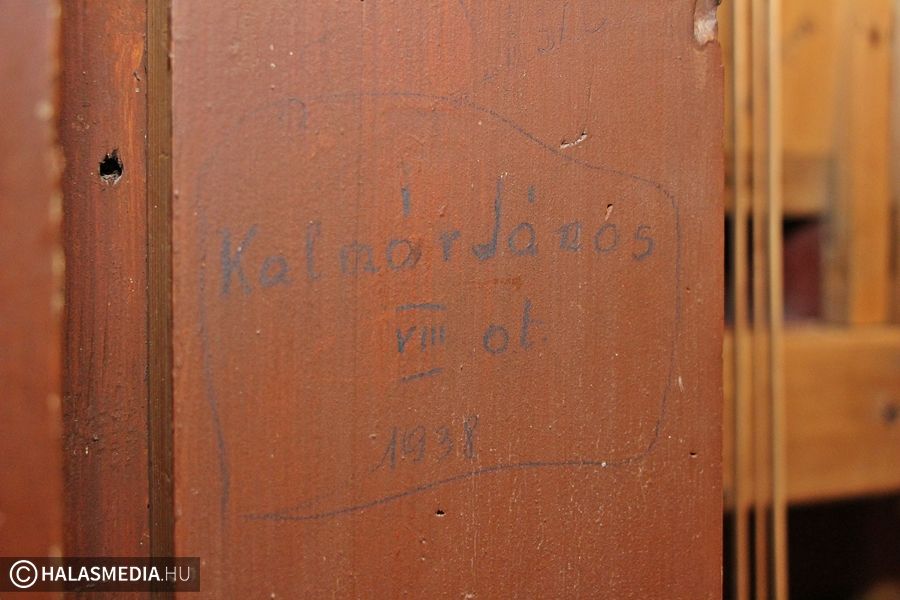 Kalmár János
VIII ot.
1938
© HALASMEDIA.HU